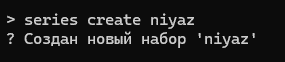 > series create niyaz
? Создан новый набор 'niyaz'